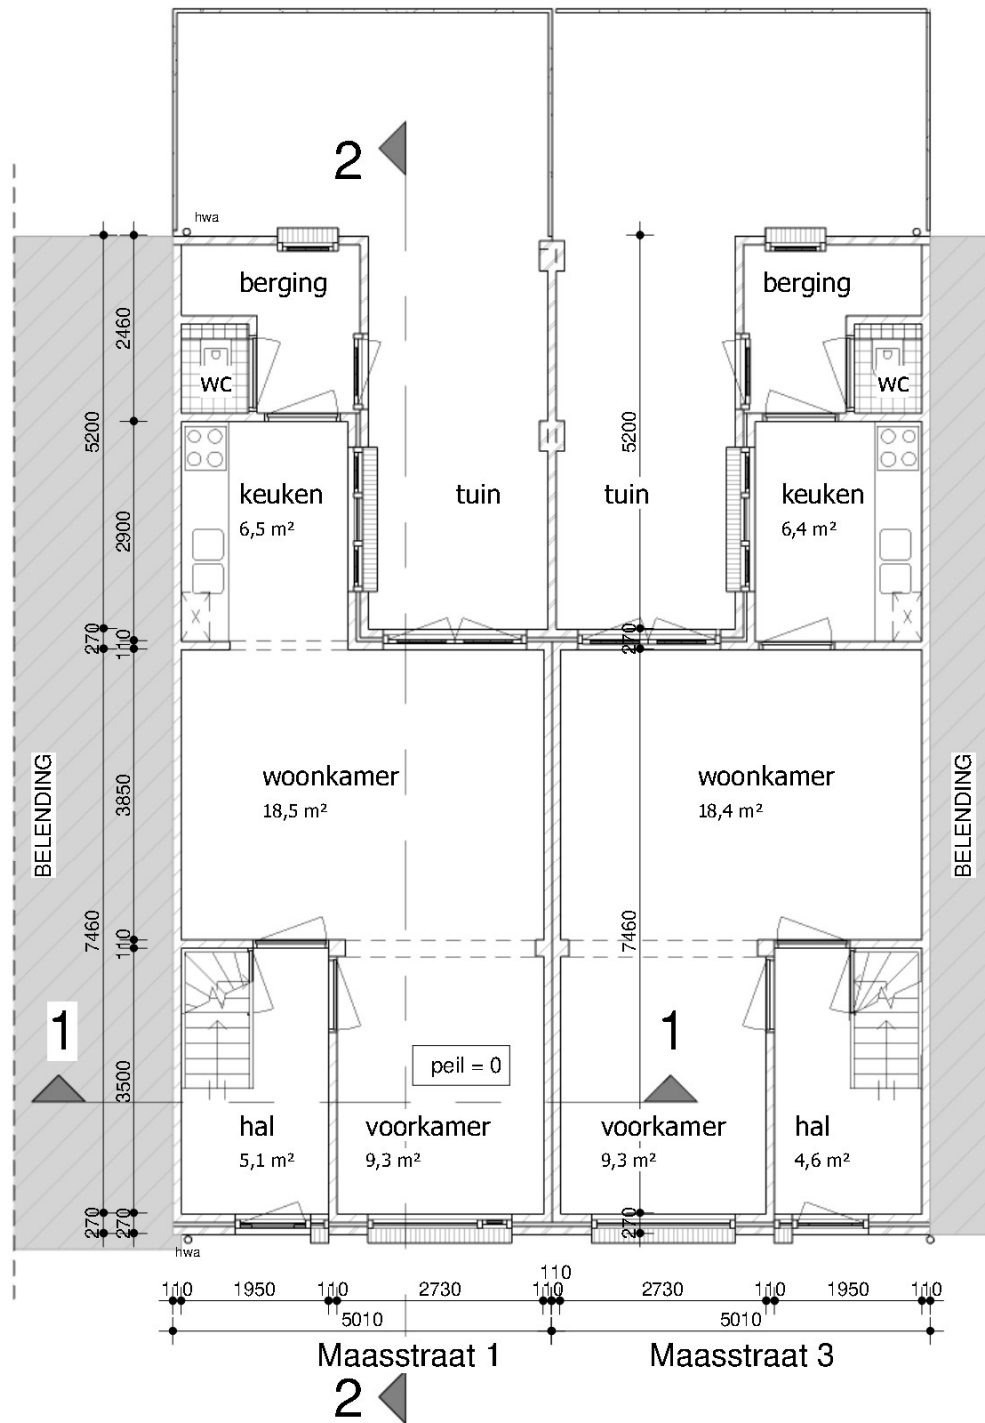 2
hwa
berging
berging
2460
wc
wc
5200
5200
keuken
6,5 m²
tuin
tuin
keuken
6,4 m²
2900
270
110
270
BELENDING
woonkamer
18,5 m²
woonkamer
18,4 m²
BELENDING
3850
7460
110
7460
1
1
peil = 0
3500
hal
5,1 m²
voorkamer
9,3 m²
voorkamer
9,3 m²
hal
4,6 m²
270
270
270
hwa
110
110
1950
110
2730
110
2730
110
1950
110
5010
5010
Maasstraat 1
Maasstraat 3
2